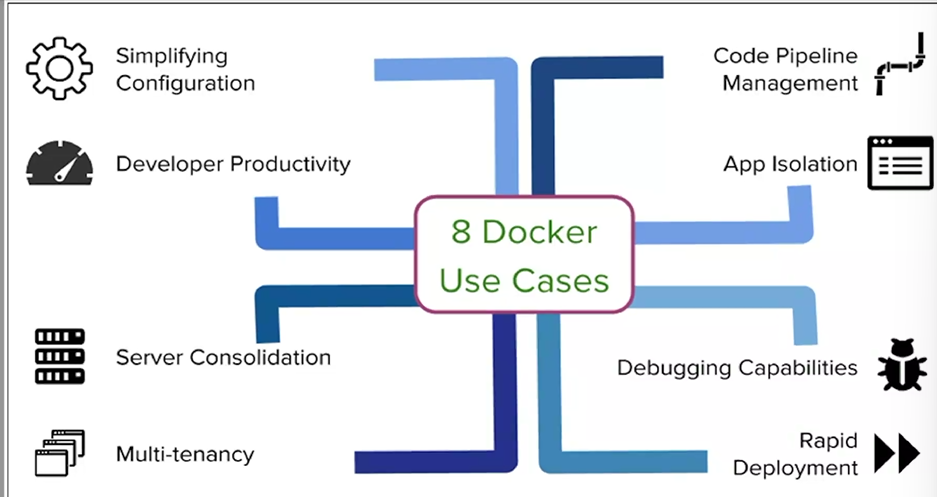 Simplifying
Configuration
Code Pipeline
Management
Developer Productivity
App Isolation
8 Docker
Use Cases
Server Consolidation
Debugging Capabilities
Multi-tenancy
Rapid
Deployment